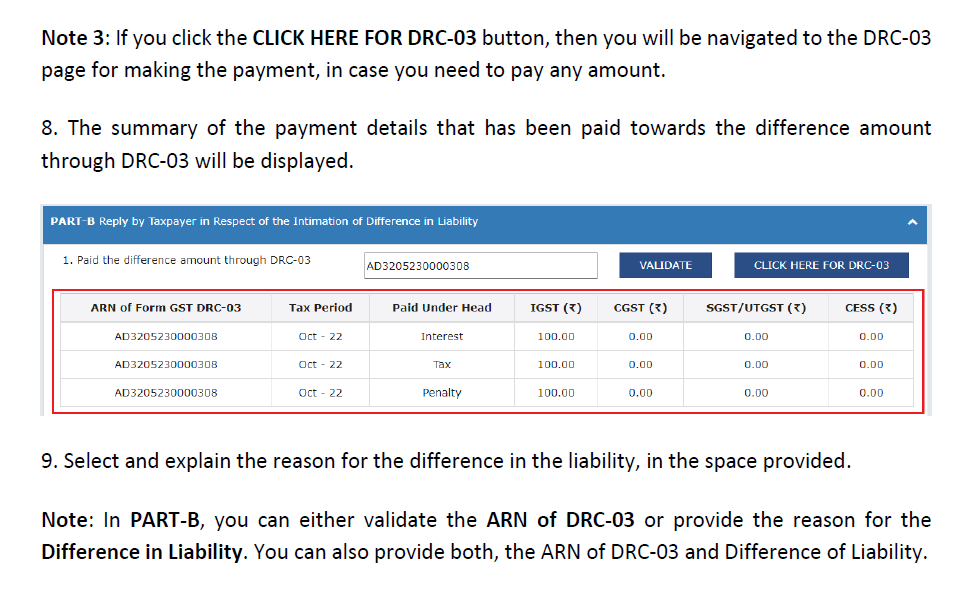 Note 3: If you click the CLICK HERE FOR DRC-03 button, then you will be navigated to the DRC-03
page for making the payment, in case you need to pay any amount.
8. The summary of the payment details that has been paid towards the difference amount
through DRC-03 will be displayed.
PART-B Reply by Taxpayer in Respect of the Intimation of Difference in Liability
1. Paid the difference amount through DRC-03 AD3205230000308 VALIDATE CLICK HERE FOR DRC-03
ARN of Form GST DRC-03 Tax Period Paid Under Head IGST (₹) CGST (₹) SGST/UTGST (₹) CESS (₹)
AD3205230000308 Oct - 22 Interest 100.00 0.00 0.00 0.00
AD3205230000308 Oct - 22 Tax 100.00 0.00 0.00 0.00
AD3205230000308 Oct - 22 Penalty 100.00 0.00 0.00 0.00
9. Select and explain the reason for the difference in the liability, in the space provided.
Note: In PART-B, you can either validate the ARN of DRC-03 or provide the reason for the
Difference in Liability. You can also provide both, the ARN of DRC-03 and Difference of Liability.